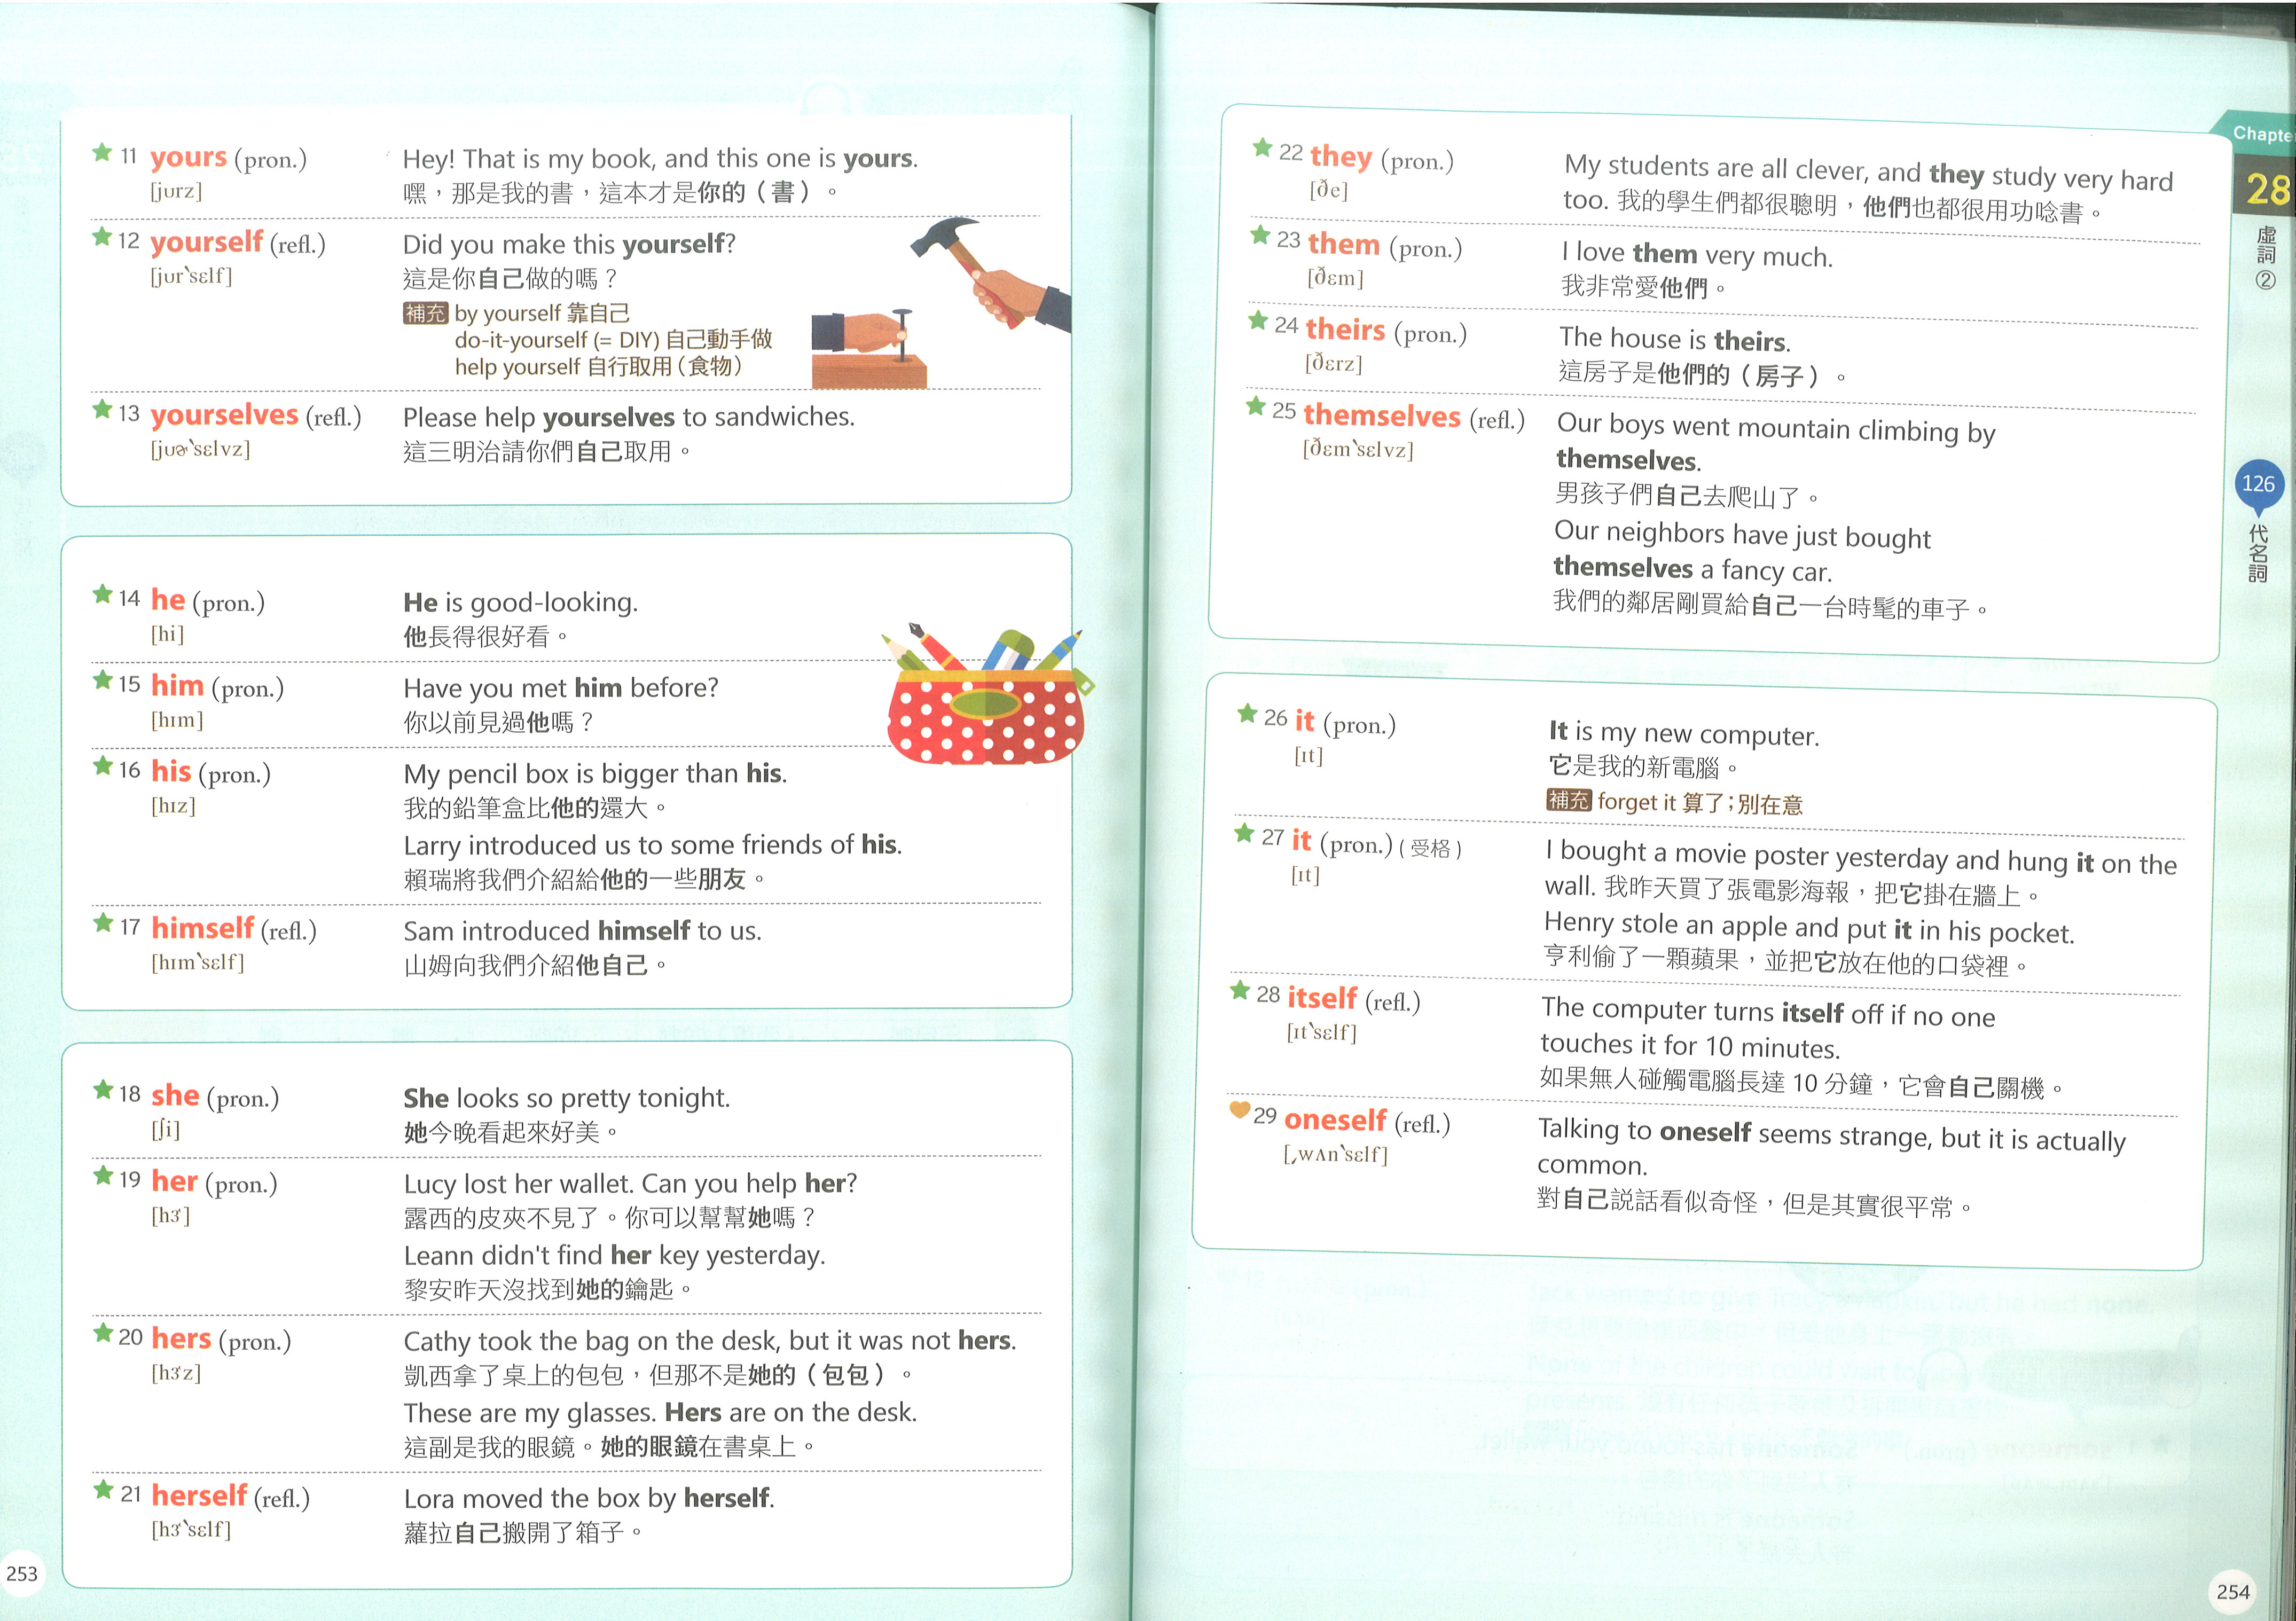 ★ 11 yours (pron.) Hey! That is my book, and this one is yours.
[jʊrz] 嘿，那是我的書，這本才是你的（書）。
★ 12 yourself (refl.) Did you make this yourself?
[jʊrˋsɛlf] 這是你自己做的嗎？
補充 by yourself 靠自己
do-it-yourself (= DIY) 自己動手做
help yourself 自行取用（食物）
★ 13 yourselves (refl.) Please help yourselves to sandwiches.
[jʊɚˋsɛlvz] 這三明治請你們自己取用。
★ 14 he (pron.) He is good-looking.
[hi] 他長得很好看。
★ 15 him (pron.) Have you met him before?
[hɪm] 你以前見過他嗎？
★ 16 his (pron.) My pencil box is bigger than his.
[hɪz] 我的鉛筆盒比他的還大。
Larry introduced us to some friends of his.
賴瑞將我們介紹給他的一些朋友。
★ 17 himself (refl.) Sam introduced himself to us.
[hɪmˋsɛlf] 山姆向我們介紹他自己。
★ 18 she (pron.) She looks so pretty tonight.
[ʃi] 她今晚看起來好美。
★ 19 her (pron.) Lucy lost her wallet. Can you help her?
[hɝ] 露西的皮夾不見了。你可以幫幫她嗎？
Leann didn't find her key yesterday.
黎安昨天沒找到她的鑰匙。
★ 20 hers (pron.) Cathy took the bag on the desk, but it was not hers.
[hɝz] 凱西拿了桌上的包包，但那不是她的（包包）。
These are my glasses. Hers are on the desk.
這副是我的眼鏡。她的眼鏡在書桌上。
★ 21 herself (refl.) Lora moved the box by herself.
[hɝˋsɛlf] 蘿拉自己搬開了箱子。
253
★ 22 they (pron.) My students are all clever, and they study very hard
[ðe] too. 我的學生們都很聰明，他們也都很用功唸書。
★ 23 them (pron.) I love them very much.
[ðɛm] 我非常愛他們。
★ 24 theirs (pron.) The house is theirs.
[ðɛrz] 這房子是他們的（房子）。
★ 25 themselves (refl.) Our boys went mountain climbing by
[ðɛmˋsɛlvz] themselves.
男孩子們自己去爬山了。
Our neighbors have just bought
themselves a fancy car.
我們的鄰居剛買給自己一台時髦的車子。
★ 26 it (pron.) It is my new computer.
[ɪt] 它是我的新電腦。
補充 forget it 算了；別在意
★ 27 it (pron.) (受格) I bought a movie poster yesterday and hung it on the
[ɪt] wall. 我昨天買了張電影海報，把它掛在牆上。
Henry stole an apple and put it in his pocket.
亨利偷了一顆蘋果，並把它放在他的口袋裡。
★ 28 itself (refl.) The computer turns itself off if no one
[ɪtˋsɛlf] touches it for 10 minutes.
如果無人碰觸電腦長達 10 分鐘，它會自己關機。
29 oneself (refl.) Talking to oneself seems strange, but it is actually
[ˏwʌnˋsɛlf] common.
對自己說話看似奇怪，但是其實很平常。
Chapte
28
虛詞②
126
代名詞
254